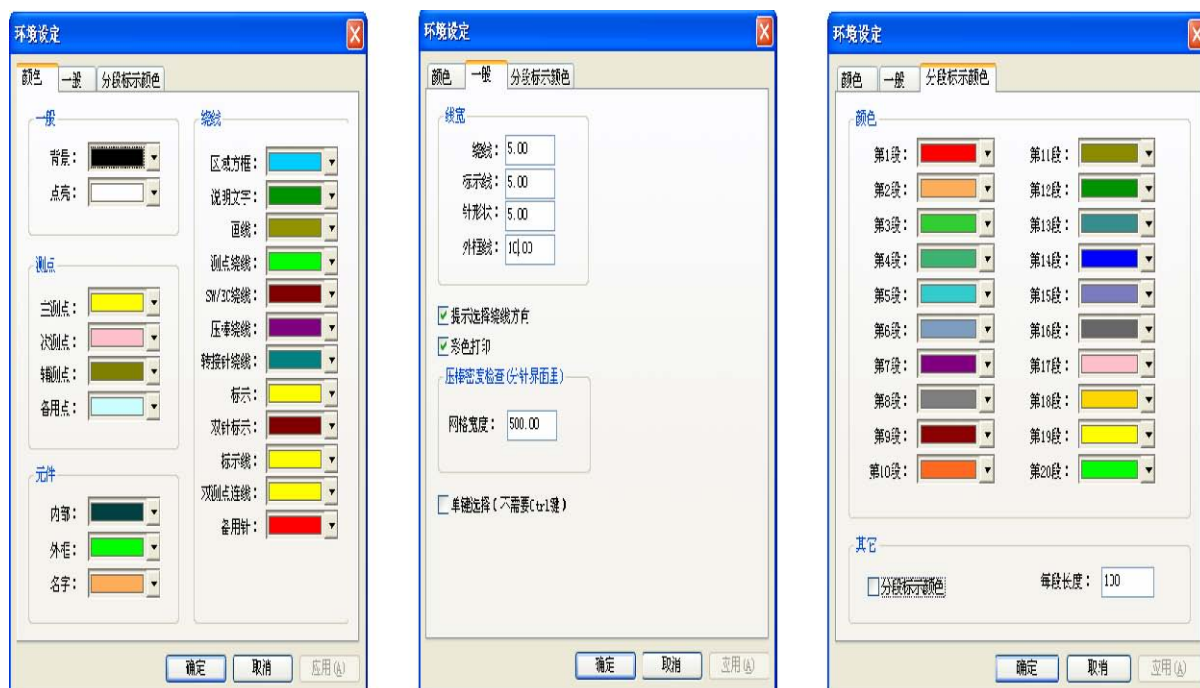 环境设定
颜色 一般 分段标示颜色
一般
背景：
点亮：
测点
主测点：
次测点：
辅测点：
备用点：
元件
内部：
外框：
名字：
绕线
区域方框：
说明文字：
画线：
测点绕线：
SW/3C绕线：
压棒绕线：
转接针绕线：
标示：
双针标示：
标示线：
双测点连线：
备用针：
确定 取消 应用(A)
环境设定
颜色 一般 分段标示颜色
线宽
绕线：5.00
标示线：5.00
针形状：5.00
外框线：10.00
提示选择绕线方向
彩色打印
压棒密度检查(分针界面里)
网格宽度：500.00
单键选择(不需要Ctrl键)
确定 取消 应用(A)
环境设定
颜色 一般 分段标示颜色
颜色
第1段： 第11段：
第2段： 第12段：
第3段： 第13段：
第4段： 第14段：
第5段： 第15段：
第6段： 第16段：
第7段： 第17段：
第8段： 第18段：
第9段： 第19段：
第10段： 第20段：
其它
分段标示颜色 每段长度：100
确定 取消 应用(A)